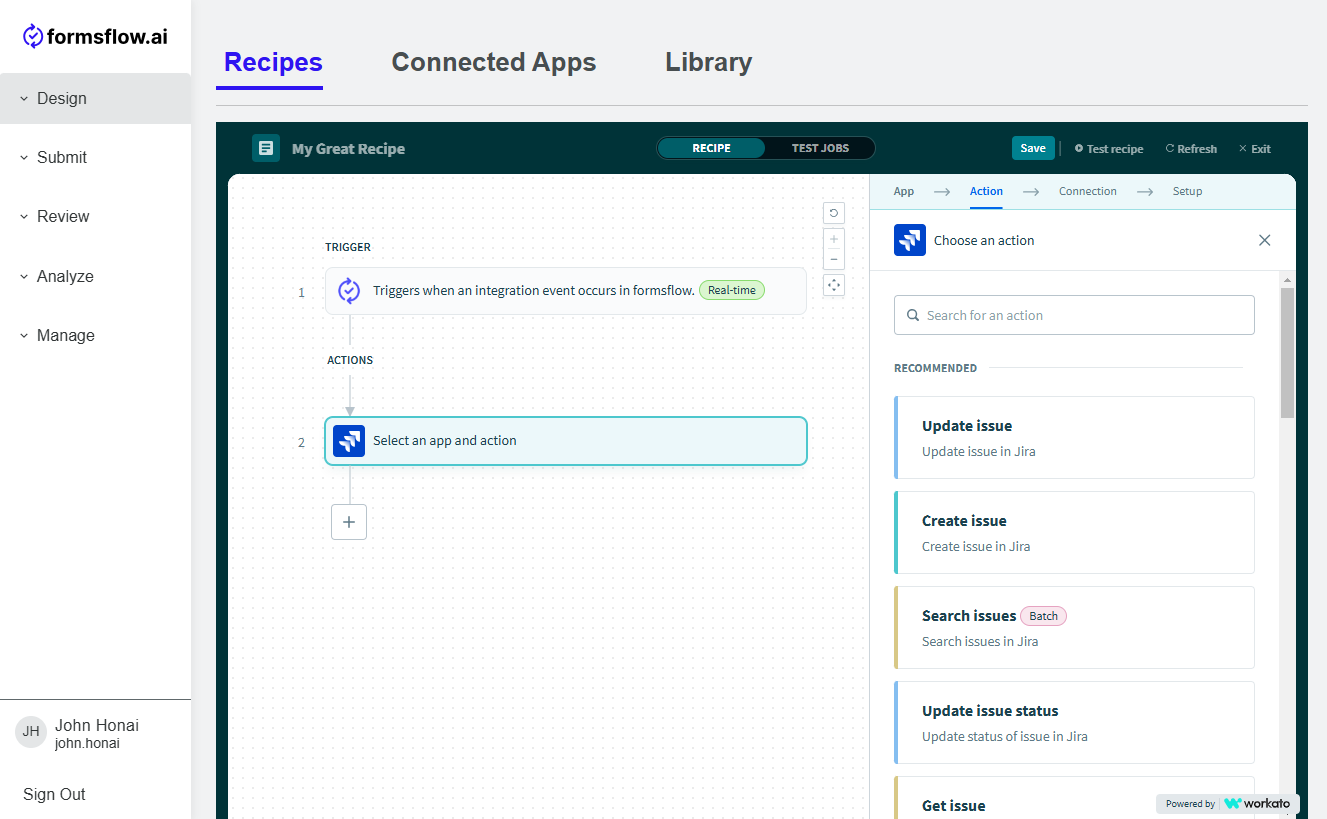 formsflow.ai
Design
Submit
Review
Analyze
Manage
JH
John Honai
john.honai
Sign Out
Recipes Connected Apps Library
My Great Recipe
RECIPE TEST JOBS
Save Test recipe Refresh Exit
TRIGGER
1 Triggers when an integration event occurs in formsflow. Real-time
ACTIONS
2 Select an app and action
App Action Connection Setup
Choose an action
Search for an action
RECOMMENDED
Update issue
Update issue in Jira
Create issue
Create issue in Jira
Search issues Batch
Search issues in Jira
Update issue status
Update status of issue in Jira
Get issue
Powered by workato